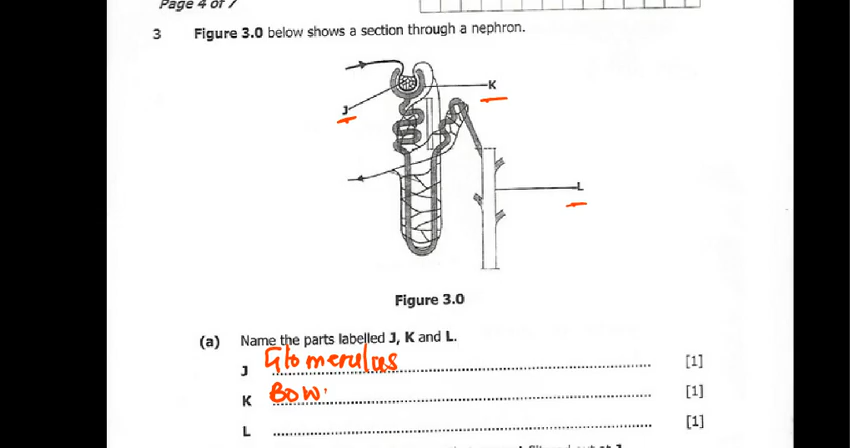 Page 4 of 7
3 Figure 3.0 below shows a section through a nephron.
K
J
L
Figure 3.0
(a) Name the parts labelled J, K and L.
J Glomerulus [1]
K Bow [1]
L [1]